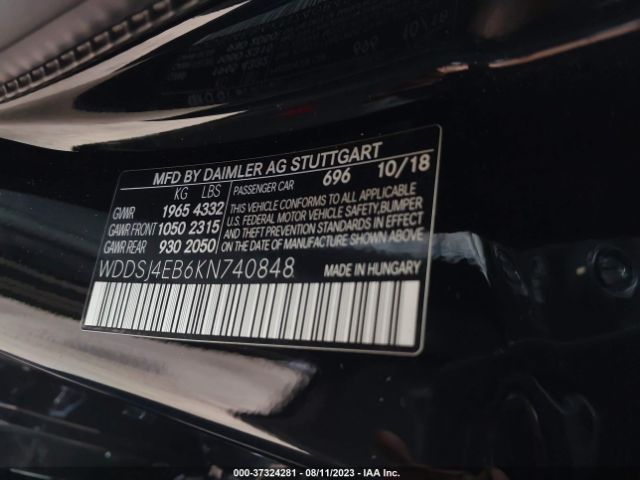 MFD BY DAIMLER AG STUTTGART
KG LBS PASSENGER CAR 696 10/18
GVWR 1965 4332
GAWR FRONT 1050 2315
GAWR REAR 930 2050
THIS VEHICLE CONFORMS TO ALL APPLICABLE
U.S. FEDERAL MOTOR VEHICLE SAFETY, BUMPER
AND THEFT PREVENTION STANDARDS IN EFFECT
ON THE DATE OF MANUFACTURE SHOWN ABOVE.
WDDSJ4EB6KN740848 MADE IN HUNGARY
000-37324281 - 08/11/2023 - IAA Inc.